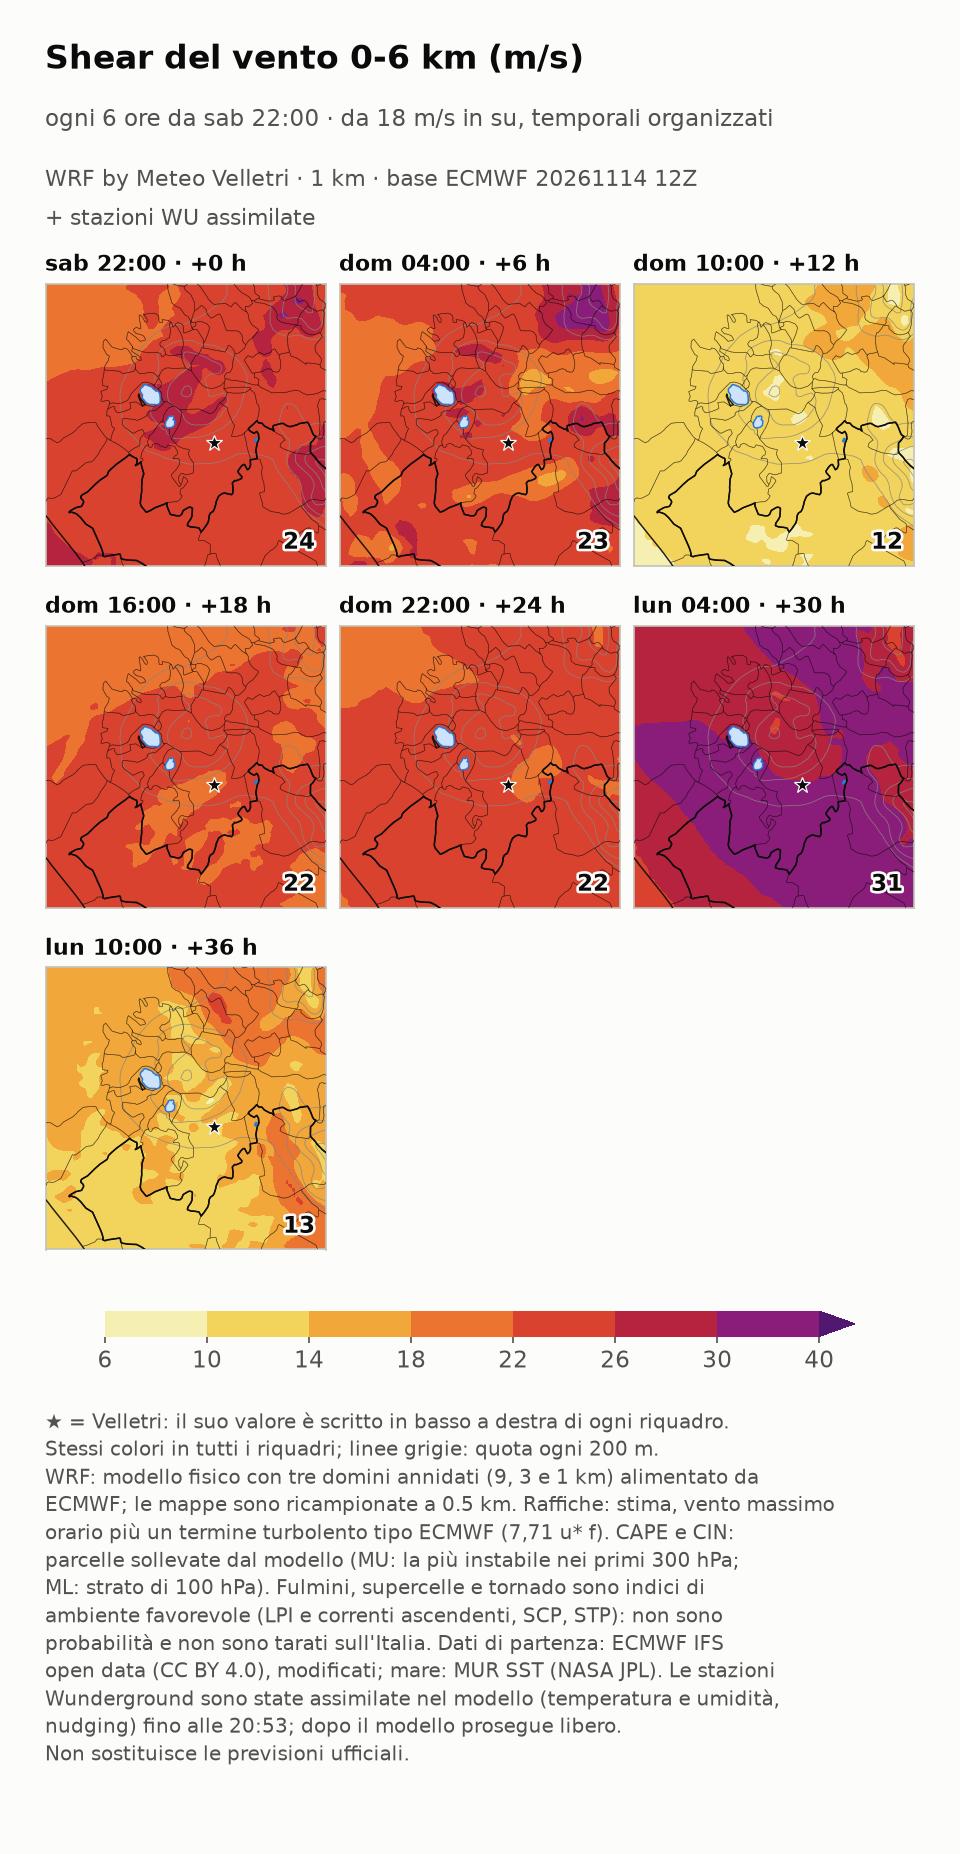 Shear del vento 0-6 km (m/s)
ogni 6 ore da sab 22:00 · da 18 m/s in su, temporali organizzati
WRF by Meteo Velletri · 1 km · base ECMWF 20261114 12Z
+ stazioni WU assimilate
sab 22:00 · +0 h
dom 04:00 · +6 h
dom 10:00 · +12 h
24
23
12
dom 16:00 · +18 h
dom 22:00 · +24 h
lun 04:00 · +30 h
22
22
31
lun 10:00 · +36 h
13
6 10 14 18 22 26 30 40
★ = Velletri: il suo valore è scritto in basso a destra di ogni riquadro.
Stessi colori in tutti i riquadri; linee grigie: quota ogni 200 m.
WRF: modello fisico con tre domini annidati (9, 3 e 1 km) alimentato da
ECMWF; le mappe sono ricampionate a 0.5 km. Raffiche: stima, vento massimo
orario più un termine turbolento tipo ECMWF (7,71 u* f). CAPE e CIN:
parcelle sollevate dal modello (MU: la più instabile nei primi 300 hPa;
ML: strato di 100 hPa). Fulmini, supercelle e tornado sono indici di
ambiente favorevole (LPI e correnti ascendenti, SCP, STP): non sono
probabilità e non sono tarati sull'Italia. Dati di partenza: ECMWF IFS
open data (CC BY 4.0), modificati; mare: MUR SST (NASA JPL). Le stazioni
Wunderground sono state assimilate nel modello (temperatura e umidità,
nudging) fino alle 20:53; dopo il modello prosegue libero.
Non sostituisce le previsioni ufficiali.